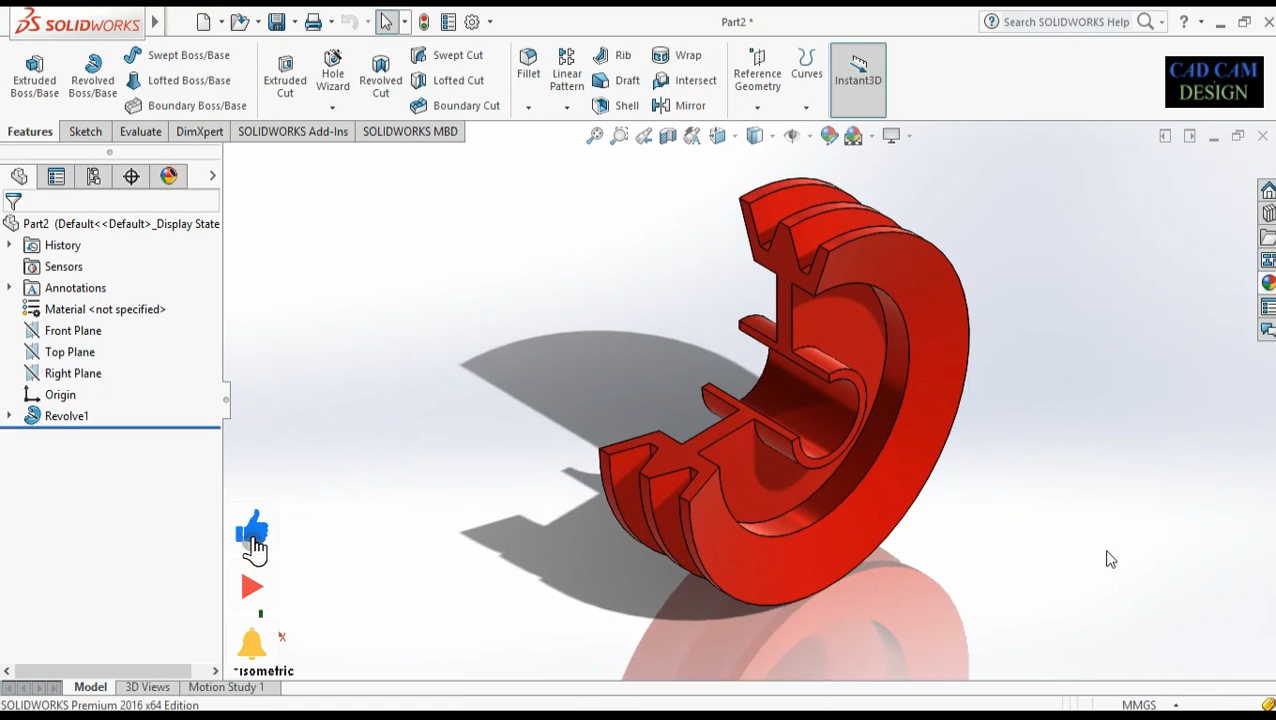 SOLIDWORKS
Part2 *
Search SOLIDWORKS Help
?
Extruded Boss/Base
Revolved Boss/Base
Swept Boss/Base
Lofted Boss/Base
Boundary Boss/Base
Extruded Cut
Hole Wizard
Revolved Cut
Swept Cut
Lofted Cut
Boundary Cut
Fillet
Linear Pattern
Rib
Draft
Shell
Wrap
Intersect
Mirror
Reference Geometry
Curves
Instant3D
CAD CAM
DESIGN
Features
Sketch
Evaluate
DimXpert
SOLIDWORKS Add-Ins
SOLIDWORKS MBD
Part2 (Default<<Default>_Display State
History
Sensors
Annotations
Material <not specified>
Front Plane
Top Plane
Right Plane
Origin
Revolve1
Isometric
Model
3D Views
Motion Study 1
SOLIDWORKS Premium 2016 x64 Edition
MMGS